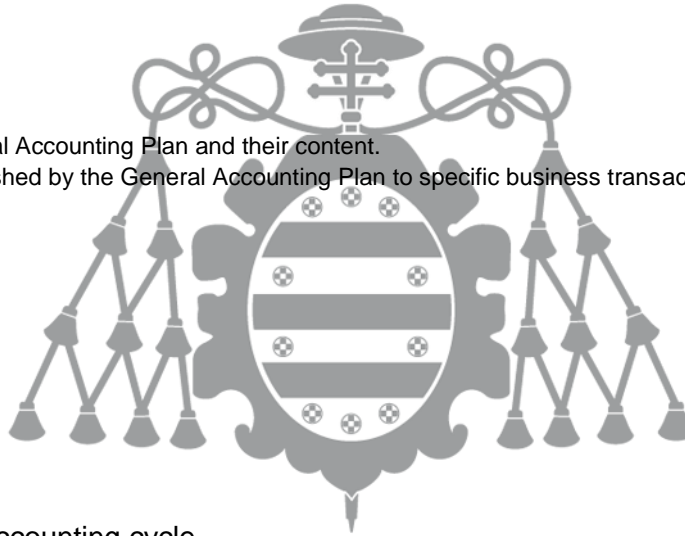 al Accounting Plan and their content.
shed by the General Accounting Plan to specific business transac
ccounting cycle